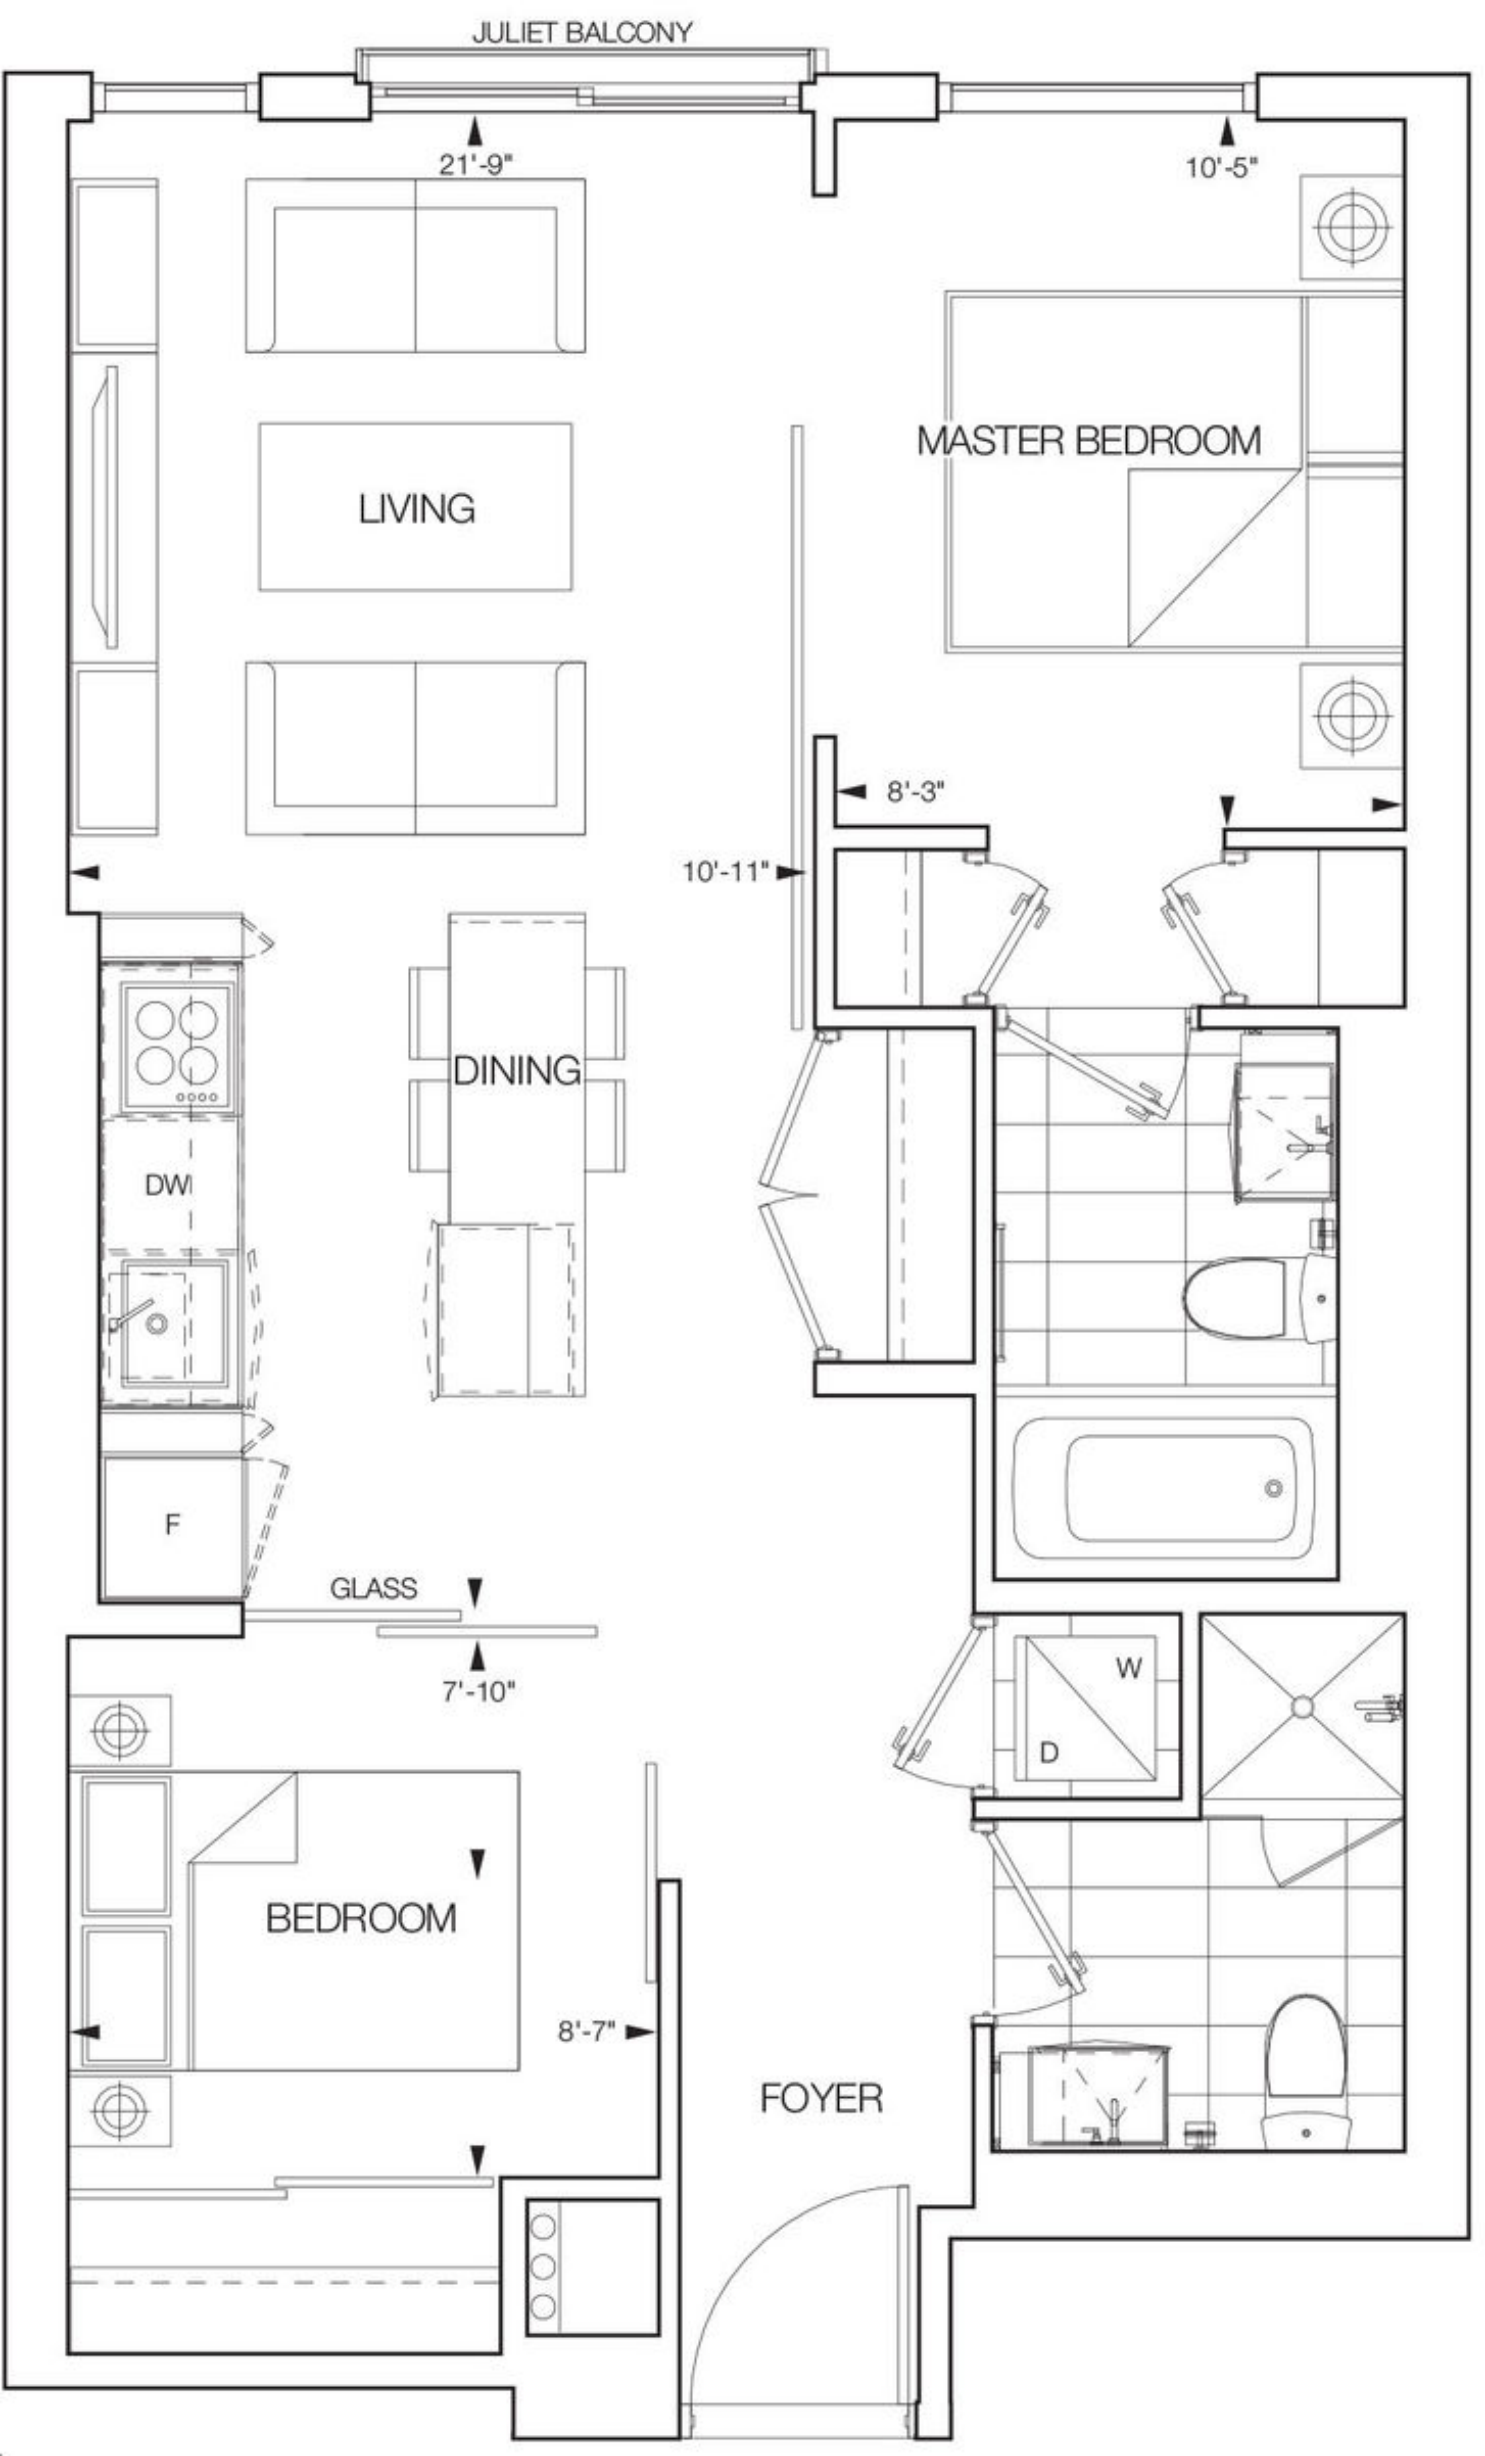 JULIET BALCONY
21'-9"
10'-5"
MASTER BEDROOM
LIVING
8'-3"
10'-11"
DINING
DW
F
GLASS
7'-10"
W
D
BEDROOM
8'-7"
FOYER